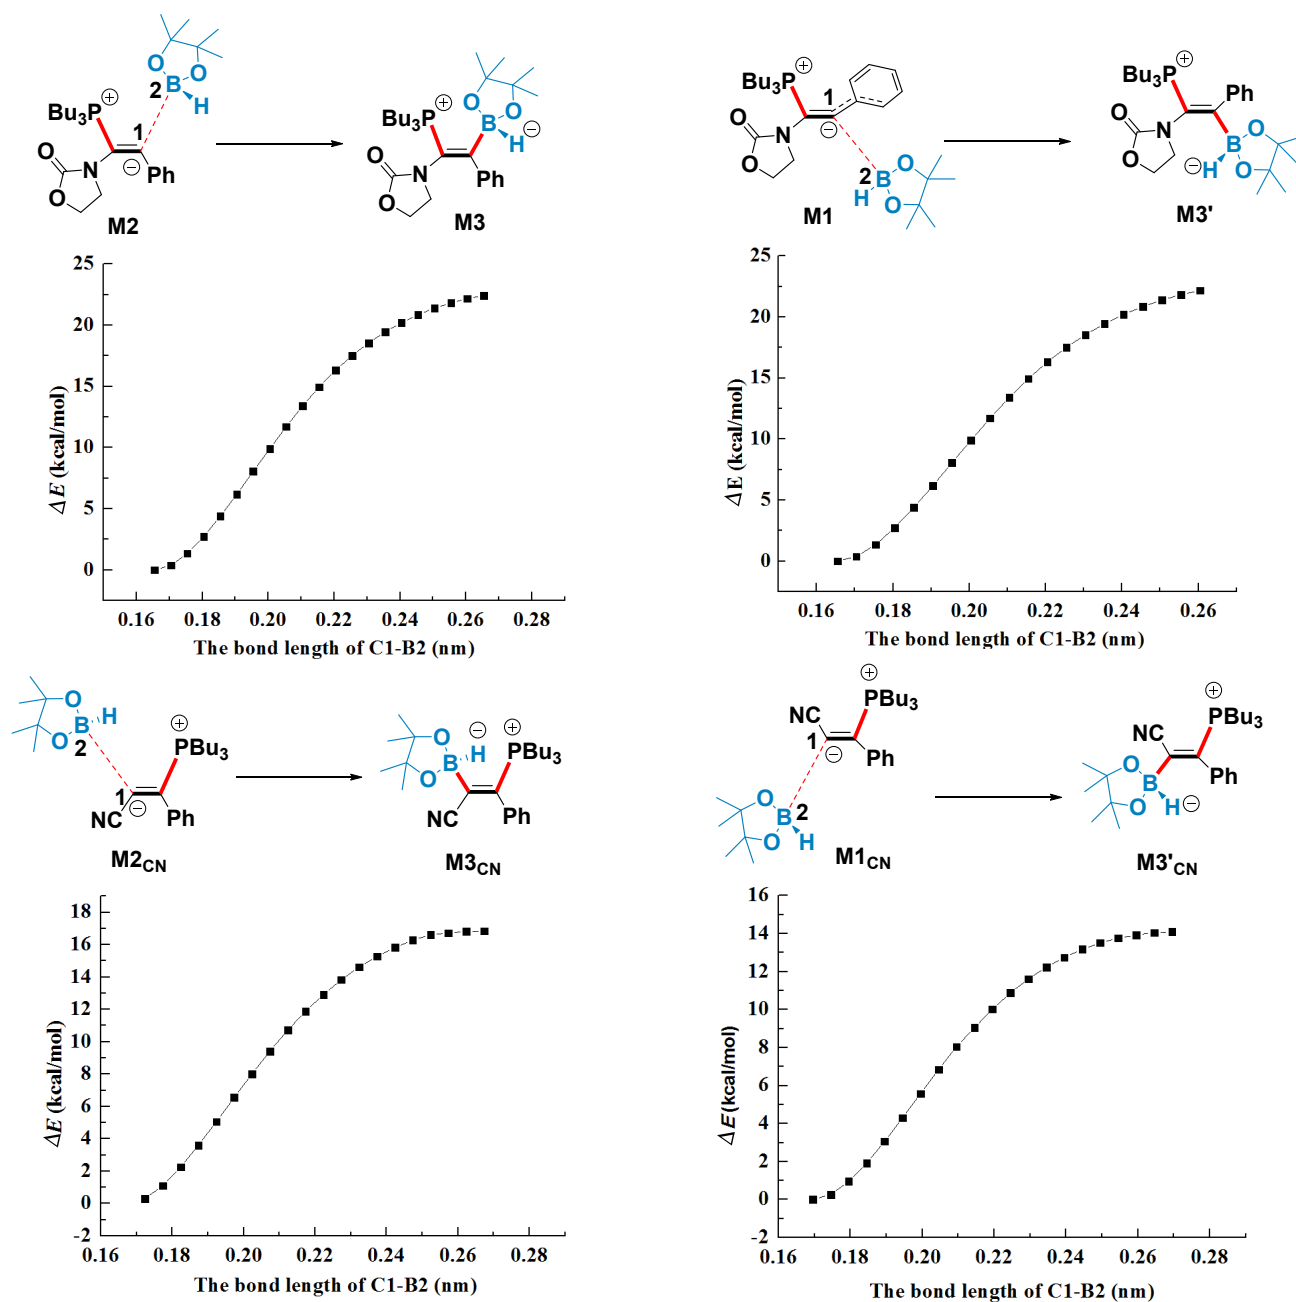 O O B H 2
Bu3P ⊕
1
O N ⊖ Ph
O
M2
Bu3P ⊕
O O B H ⊖
O N Ph
O
M3
25
20
15
10
5
0
ΔE (kcal/mol)
0.16 0.18 0.20 0.22 0.24 0.26 0.28
The bond length of C1-B2 (nm)
Bu3P ⊕
1
O N ⊖
O
2 B O
H O
M1
Bu3P ⊕
Ph
O N B O
O ⊖ H O
M3'
25
20
15
10
5
0
ΔE (kcal/mol)
0.16 0.18 0.20 0.22 0.24 0.26
The bond length of C1-B2 (nm)
O H
B
O 2
⊕
PBu3
1 ⊖
NC Ph
M2CN
O ⊖ ⊕
B H PBu3
O
NC Ph
M3CN
18
16
14
12
10
8
6
4
2
0
-2
ΔE (kcal/mol)
0.16 0.18 0.20 0.22 0.24 0.26 0.28
The bond length of C1-B2 (nm)
⊕
PBu3
NC
1 ⊖ Ph
O 2
B
O H
M1CN
⊕
PBu3
NC
O Ph
B
O H ⊖
M3'CN
16
14
12
10
8
6
4
2
0
-2
ΔE (kcal/mol)
0.16 0.18 0.20 0.22 0.24 0.26 0.28
The bond length of C1-B2 (nm)